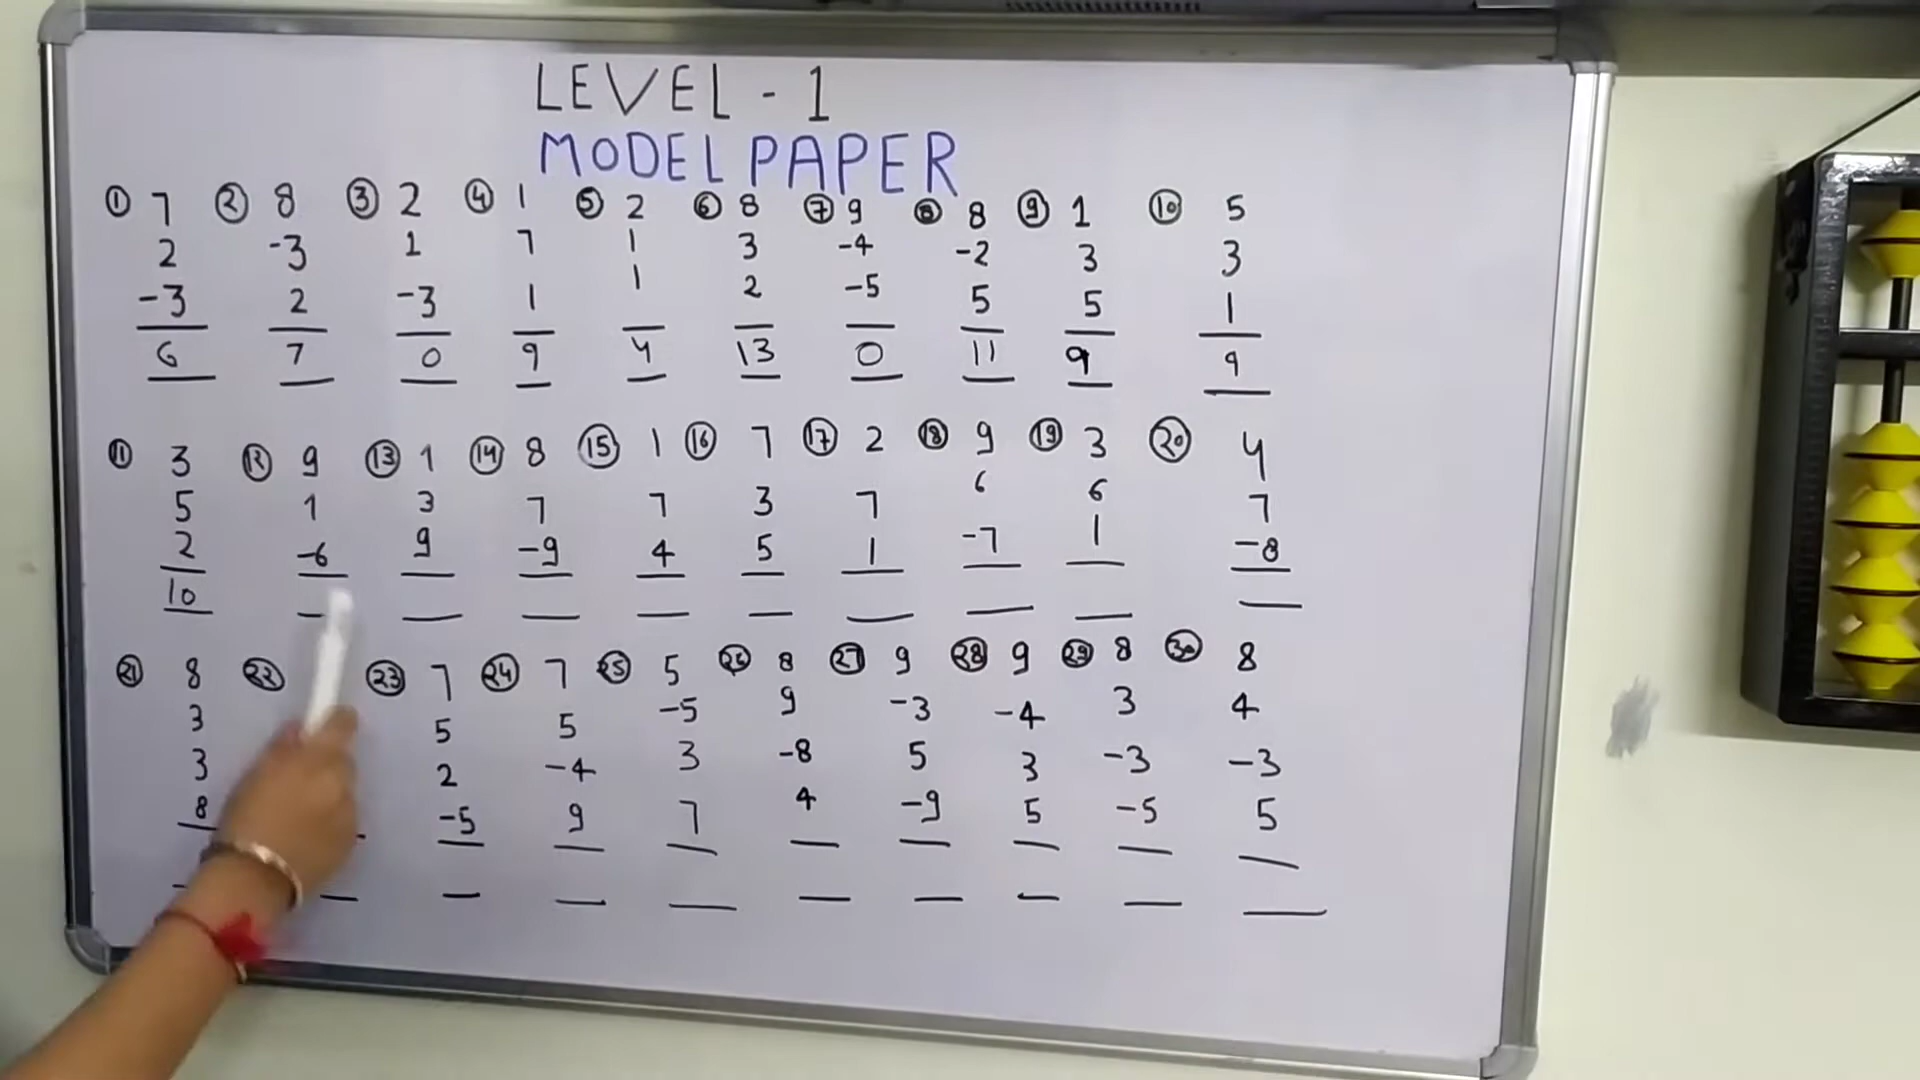 LEVEL - 1
MODEL PAPER
① 7 ② 8 ③ 2 ④ 1 ⑤ 2 ⑥ 8 ⑦ 9 ⑧ 8 ⑨ 1 ⑩ 5
2 -3 1 7 1 3 -4 -2 3 3
-3 2 -3 1 1 2 -5 5 5 1
6 7 0 9 4 13 0 11 9 9
⑪ 3 ⑫ 9 ⑬ 1 ⑭ 8 ⑮ 1 ⑯ 7 ⑰ 2 ⑱ 9 ⑲ 3 ⑳ 4
5 1 3 7 7 3 7 6 6 7
2 -6 9 -9 4 5 1 -7 1 -8
10
㉑ 8 ㉒ ㉓ 7 ㉔ 7 ㉕ 5 ㉖ 8 ㉗ 9 ㉘ 9 ㉙ 8 ㉚ 8
3 5 5 -5 9 -3 -4 3 4
3 2 -4 3 -8 5 3 -3 -3
8 -5 9 7 4 -9 5 -5 5